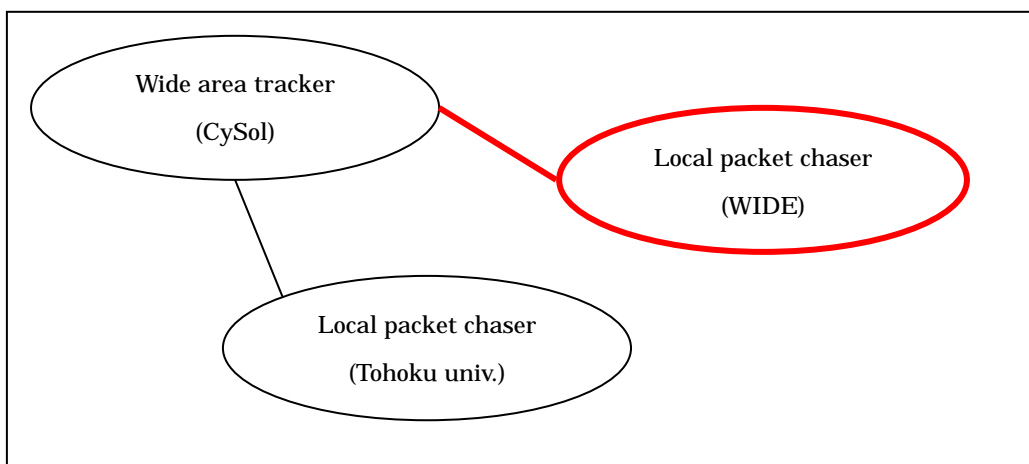 Wide area tracker
(CySol)
Local packet chaser
(WIDE)
Local packet chaser
(Tohoku univ.)